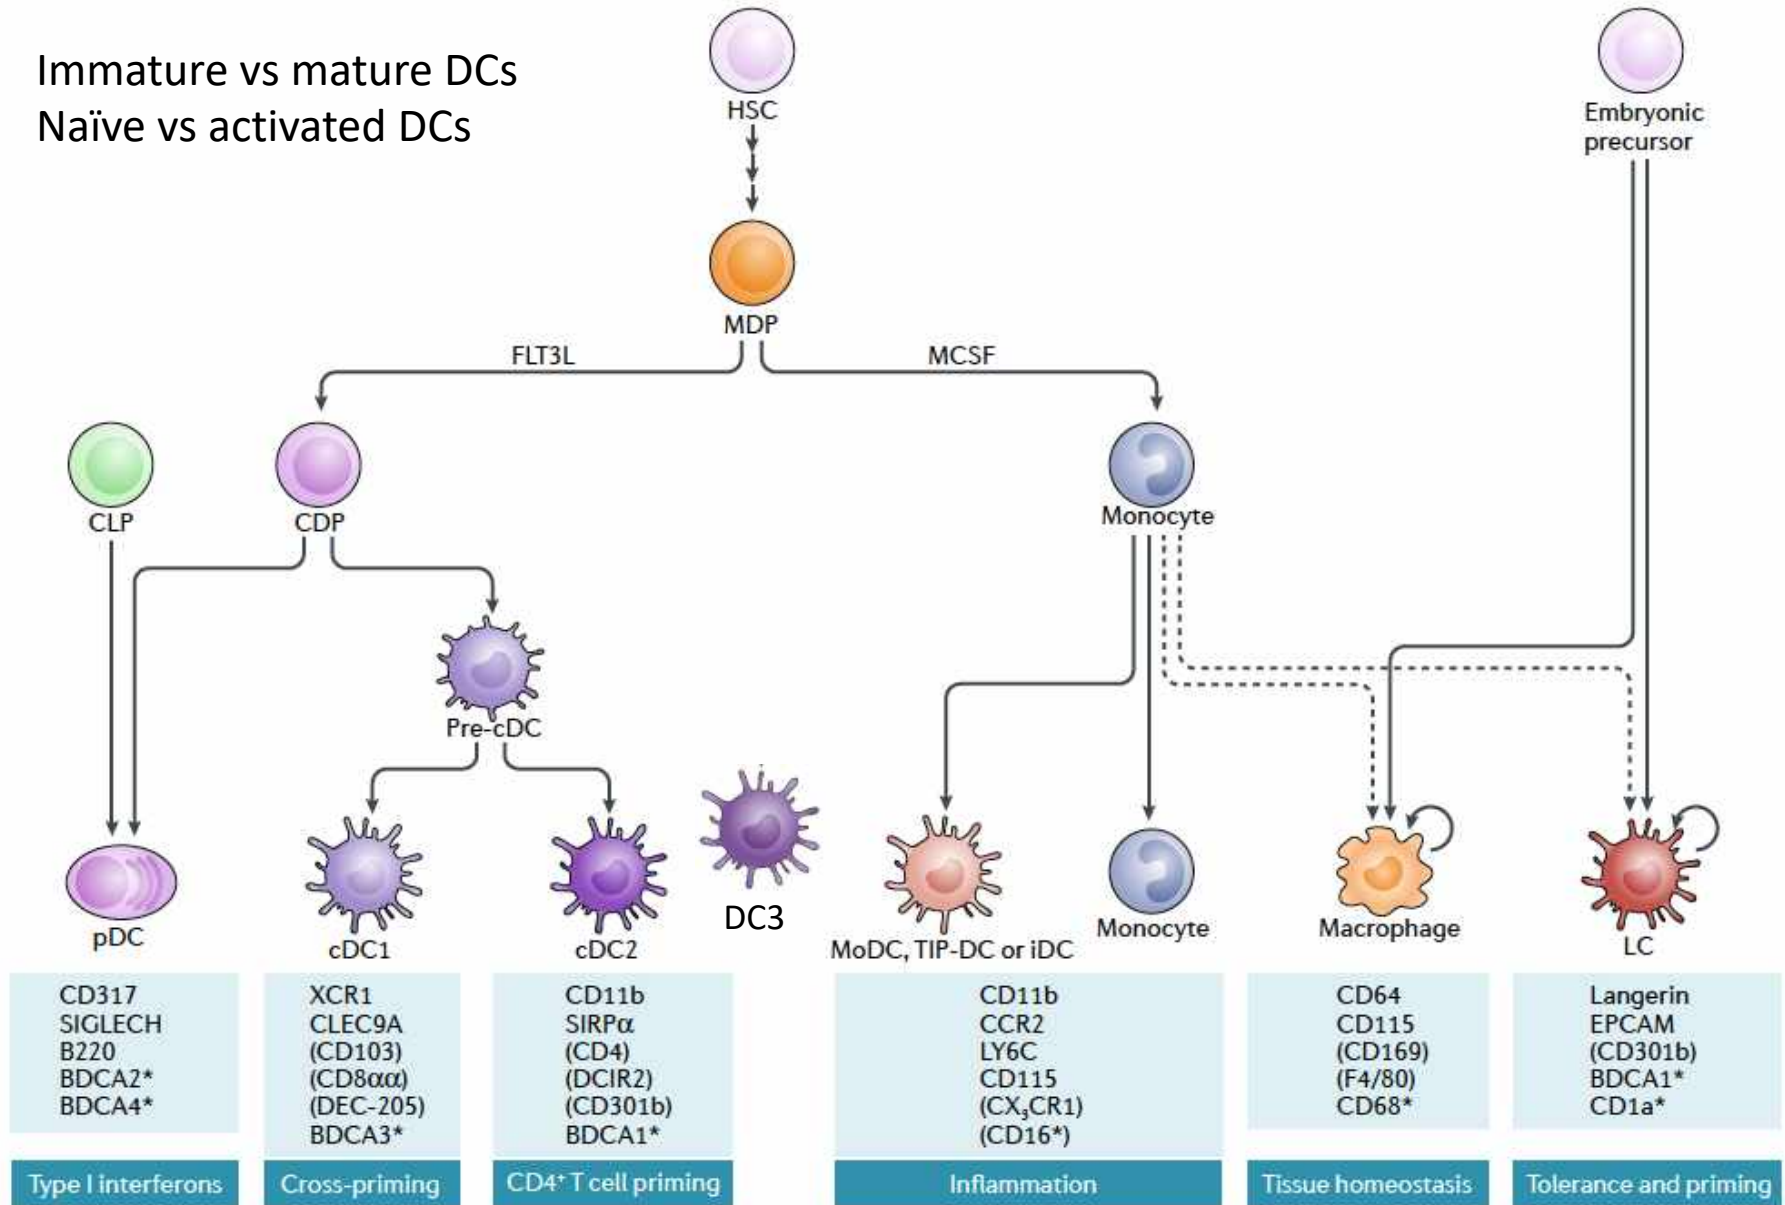 Immature vs mature DCs
Naïve vs activated DCs
HSC
Embryonic
precursor
MDP
FLT3L
MCSF
CLP
CDP
Monocyte
Pre-cDC
pDC
cDC1
cDC2
DC3
MoDC, TIP-DC or iDC
Monocyte
Macrophage
LC
CD317
SIGLECH
B220
BDCA2*
BDCA4*
Type I interferons
XCR1
CLEC9A
(CD103)
(CD8αα)
(DEC-205)
BDCA3*
Cross-priming
CD11b
SIRPα
(CD4)
(DCIR2)
(CD301b)
BDCA1*
CD4⁺ T cell priming
CD11b
CCR2
LY6C
CD115
(CX₃CR1)
(CD16*)
Inflammation
CD64
CD115
(CD169)
(F4/80)
CD68*
Tissue homeostasis
Langerin
EPCAM
(CD301b)
BDCA1*
CD1a*
Tolerance and priming